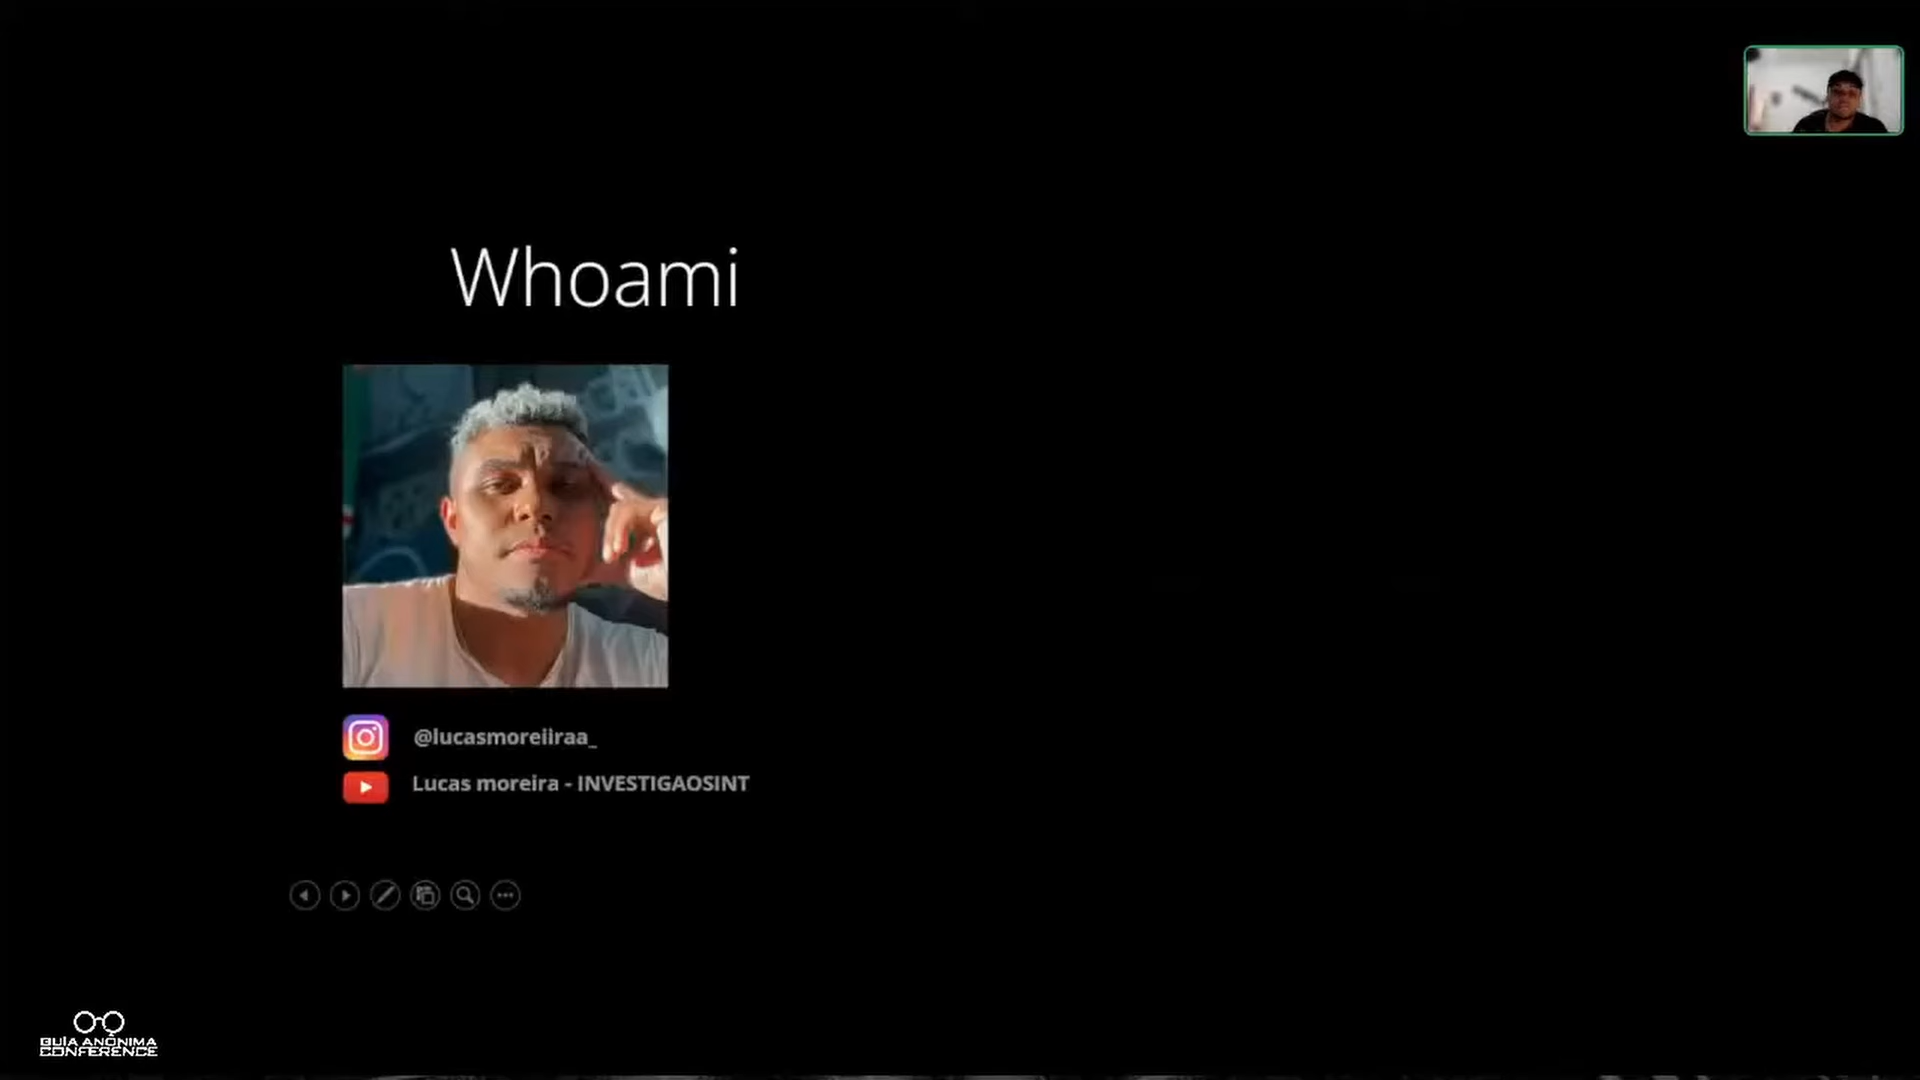 Whoami
@lucasmoreiiraa_
Lucas moreira - INVESTIGAOSINT
GUIA ANÔNIMA
CONFERENCE